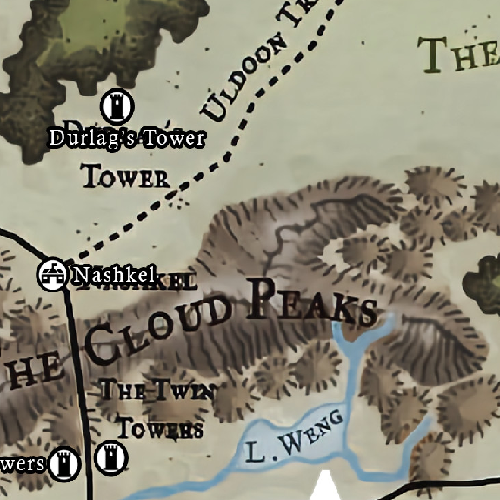 ULDOON TR
THE
Durlag's Tower
TOWER
Nashkel
THE CLOUD PEAKS
THE TWIN
TOWERS
L. WENG
wers